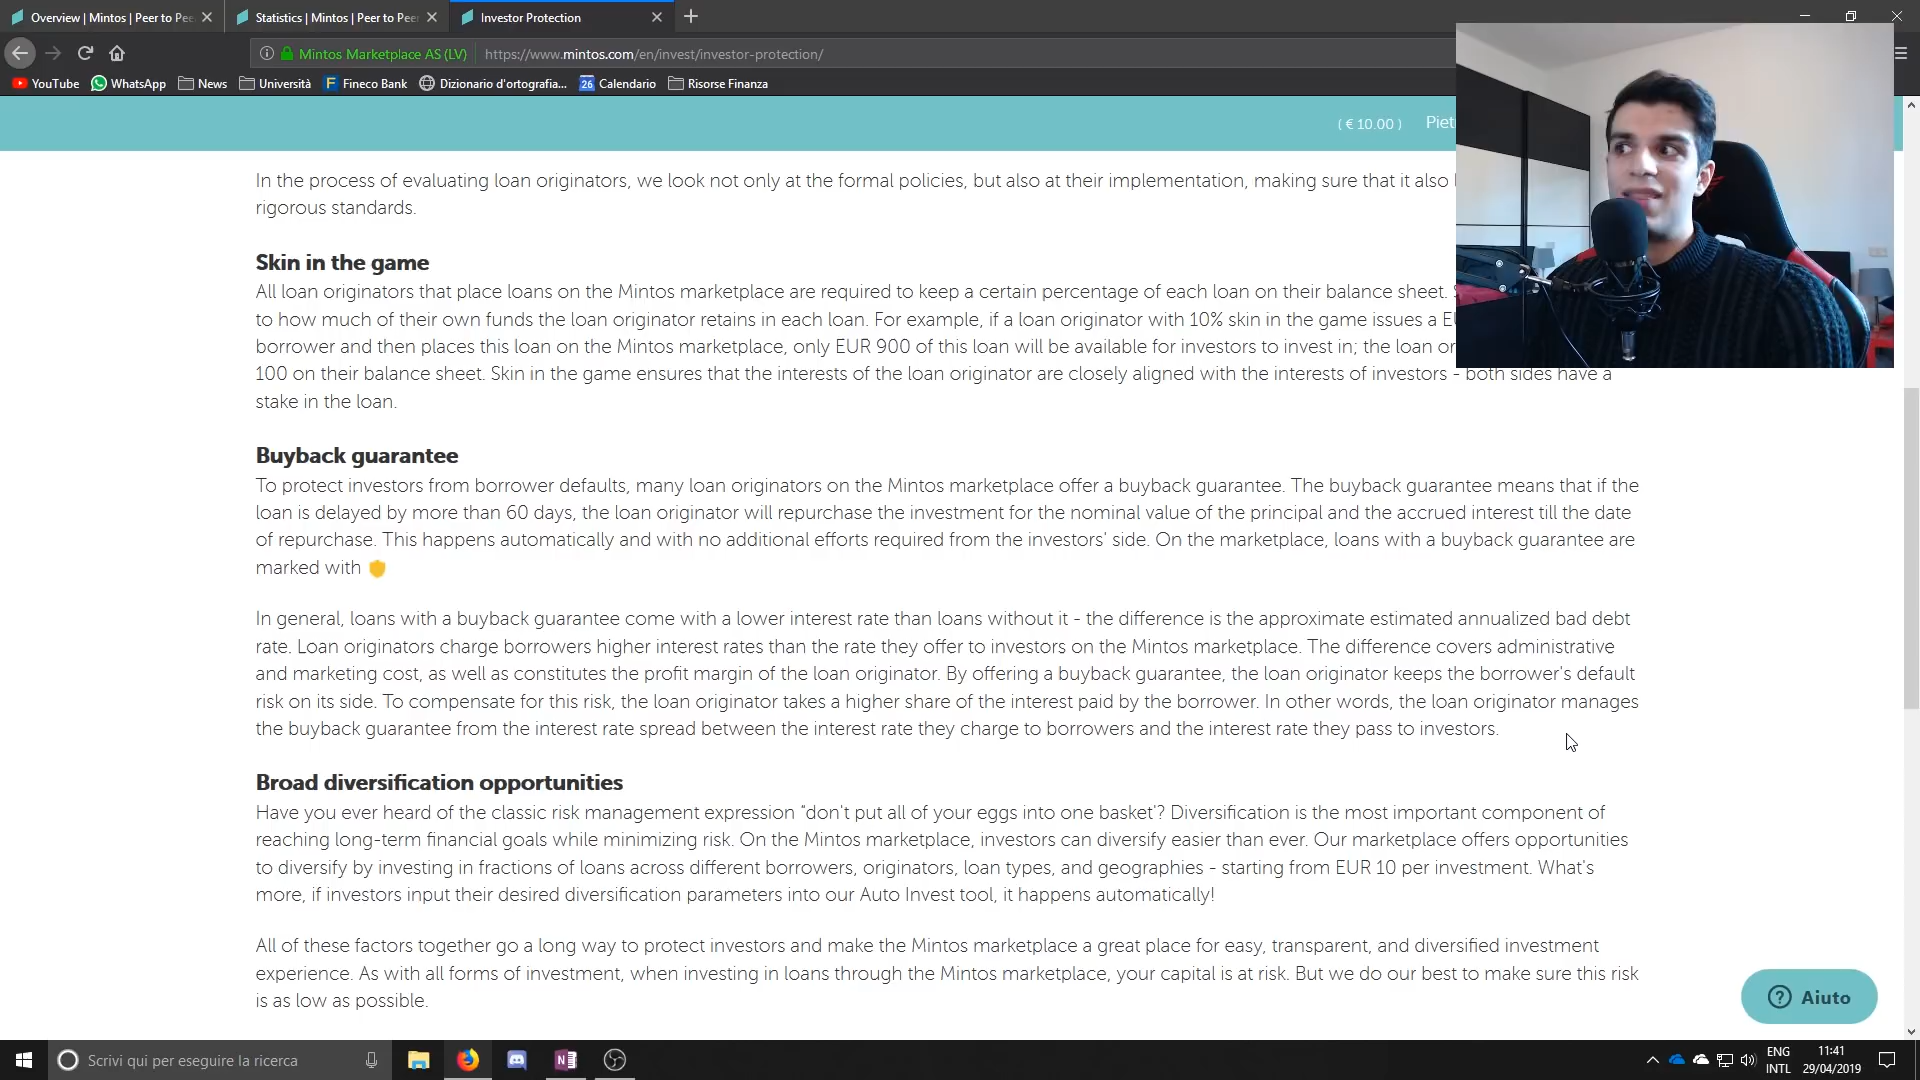 Overview | Mintos | Peer to Pee
Statistics | Mintos | Peer to Peer
Investor Protection
Mintos Marketplace AS (LV)
https://www.mintos.com/en/invest/investor-protection/
YouTube
WhatsApp
News
Università
Fineco Bank
Dizionario d'ortografia...
26
Calendario
Risorse Finanza
( € 10.00 )
Piet
In the process of evaluating loan originators, we look not only at the formal policies, but also at their implementation, making sure that it also
rigorous standards.
Skin in the game
All loan originators that place loans on the Mintos marketplace are required to keep a certain percentage of each loan on their balance sheet.
to how much of their own funds the loan originator retains in each loan. For example, if a loan originator with 10% skin in the game issues a
borrower and then places this loan on the Mintos marketplace, only EUR 900 of this loan will be available for investors to invest in; the loan
100 on their balance sheet. Skin in the game ensures that the interests of the loan originator are closely aligned with the interests of investors - both sides have a
stake in the loan.
Buyback guarantee
To protect investors from borrower defaults, many loan originators on the Mintos marketplace offer a buyback guarantee. The buyback guarantee means that if the
loan is delayed by more than 60 days, the loan originator will repurchase the investment for the nominal value of the principal and the accrued interest till the date
of repurchase. This happens automatically and with no additional efforts required from the investors' side. On the marketplace, loans with a buyback guarantee are
marked with
In general, loans with a buyback guarantee come with a lower interest rate than loans without it - the difference is the approximate estimated annualized bad debt
rate. Loan originators charge borrowers higher interest rates than the rate they offer to investors on the Mintos marketplace. The difference covers administrative
and marketing cost, as well as constitutes the profit margin of the loan originator. By offering a buyback guarantee, the loan originator keeps the borrower's default
risk on its side. To compensate for this risk, the loan originator takes a higher share of the interest paid by the borrower. In other words, the loan originator manages
the buyback guarantee from the interest rate spread between the interest rate they charge to borrowers and the interest rate they pass to investors.
Broad diversification opportunities
Have you ever heard of the classic risk management expression “don't put all of your eggs into one basket'? Diversification is the most important component of
reaching long-term financial goals while minimizing risk. On the Mintos marketplace, investors can diversify easier than ever. Our marketplace offers opportunities
to diversify by investing in fractions of loans across different borrowers, originators, loan types, and geographies - starting from EUR 10 per investment. What's
more, if investors input their desired diversification parameters into our Auto Invest tool, it happens automatically!
All of these factors together go a long way to protect investors and make the Mintos marketplace a great place for easy, transparent, and diversified investment
experience. As with all forms of investment, when investing in loans through the Mintos marketplace, your capital is at risk. But we do our best to make sure this risk
is as low as possible.
Aiuto
Scrivi qui per eseguire la ricerca
ENG
INTL
11:41
29/04/2019